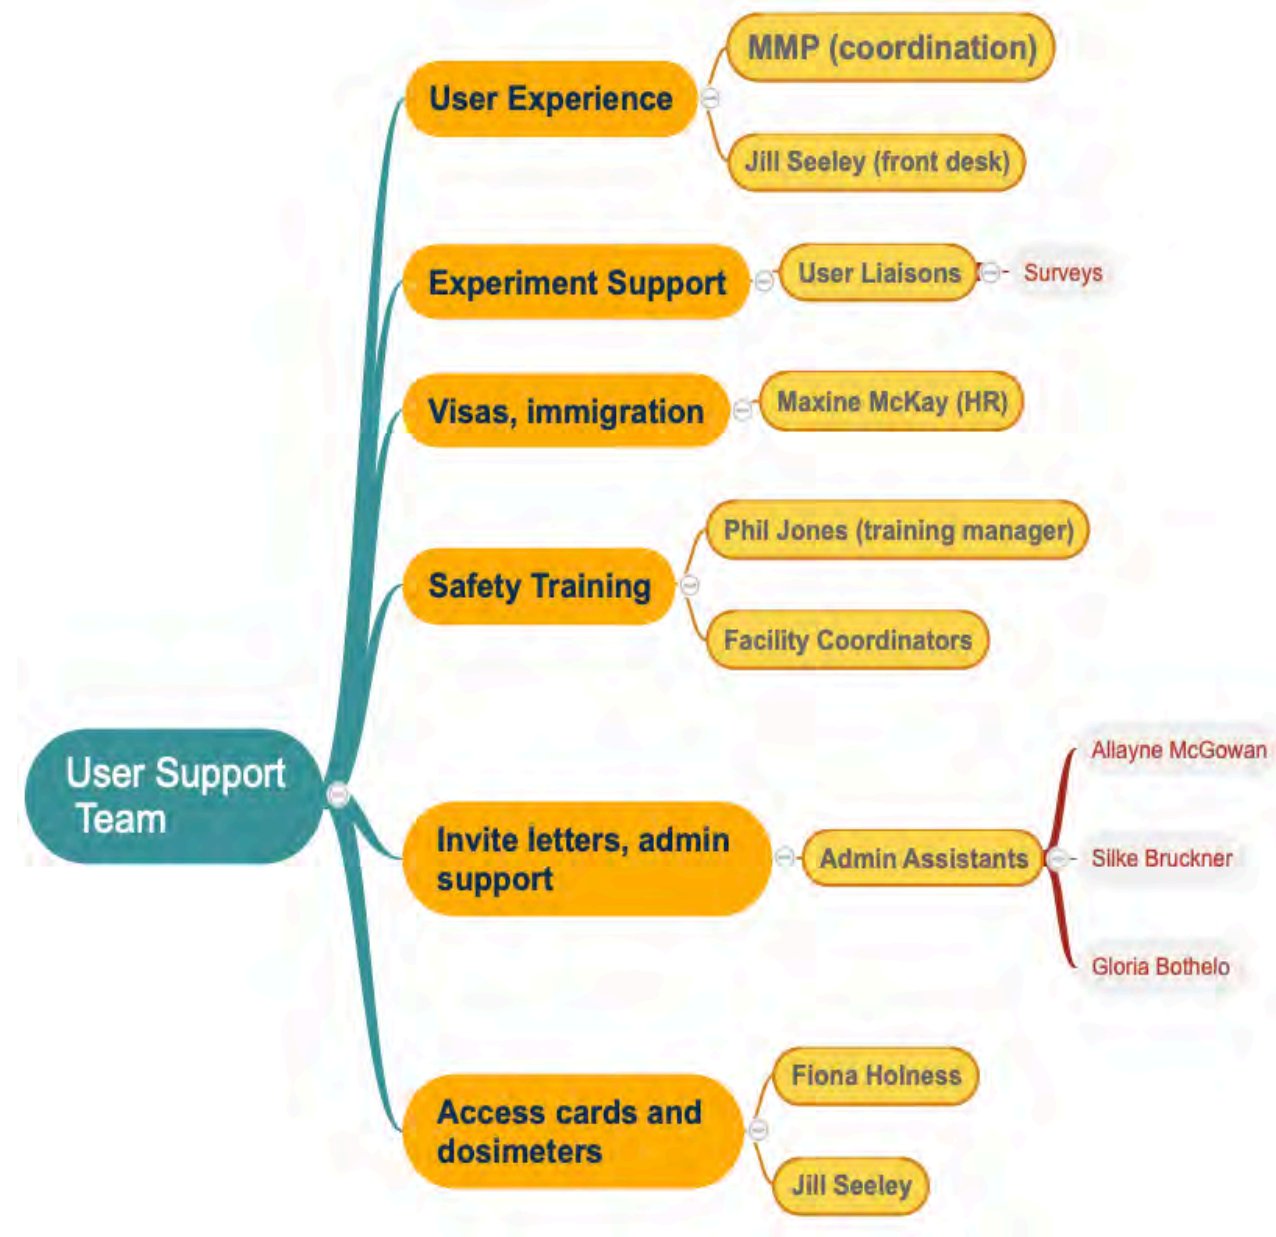 MMP (coordination)
User Experience
Jill Seeley (front desk)
Experiment Support
User Liaisons
Surveys
Visas, immigration
Maxine McKay (HR)
Phil Jones (training manager)
Safety Training
Facility Coordinators
User Support
Team
Invite letters, admin
support
Admin Assistants
Allayne McGowan
Silke Bruckner
Gloria Bothelo
Access cards and
dosimeters
Fiona Holness
Jill Seeley